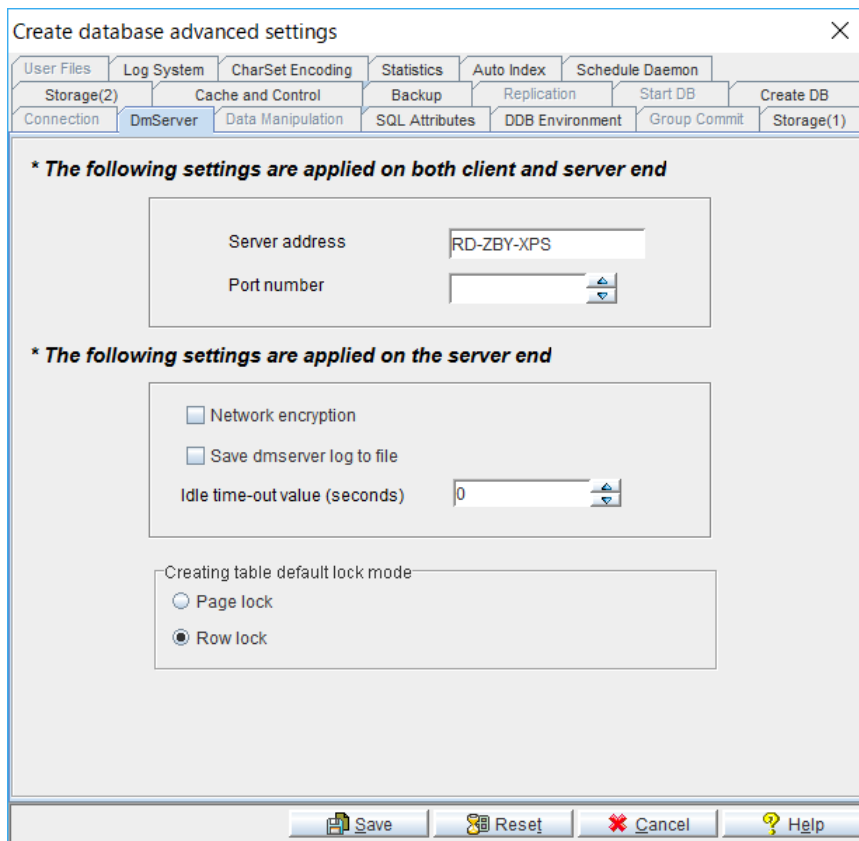 Create database advanced settings
User Files Log System CharSet Encoding Statistics Auto Index Schedule Daemon
Storage(2) Cache and Control Backup Replication Start DB Create DB
Connection DmServer Data Manipulation SQL Attributes DDB Environment Group Commit Storage(1)
* The following settings are applied on both client and server end
Server address RD-ZBY-XPS
Port number
* The following settings are applied on the server end
Network encryption
Save dmserver log to file
Idle time-out value (seconds) 0
Creating table default lock mode
Page lock
Row lock
Save Reset Cancel Help